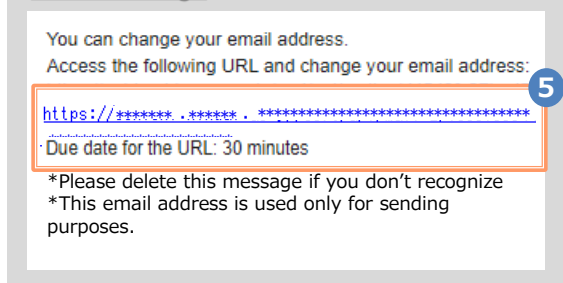 You can change your email address.
Access the following URL and change your email address:
5
https://******* .****** . *********************************
Due date for the URL: 30 minutes
*Please delete this message if you don’t recognize
*This email address is used only for sending
purposes.